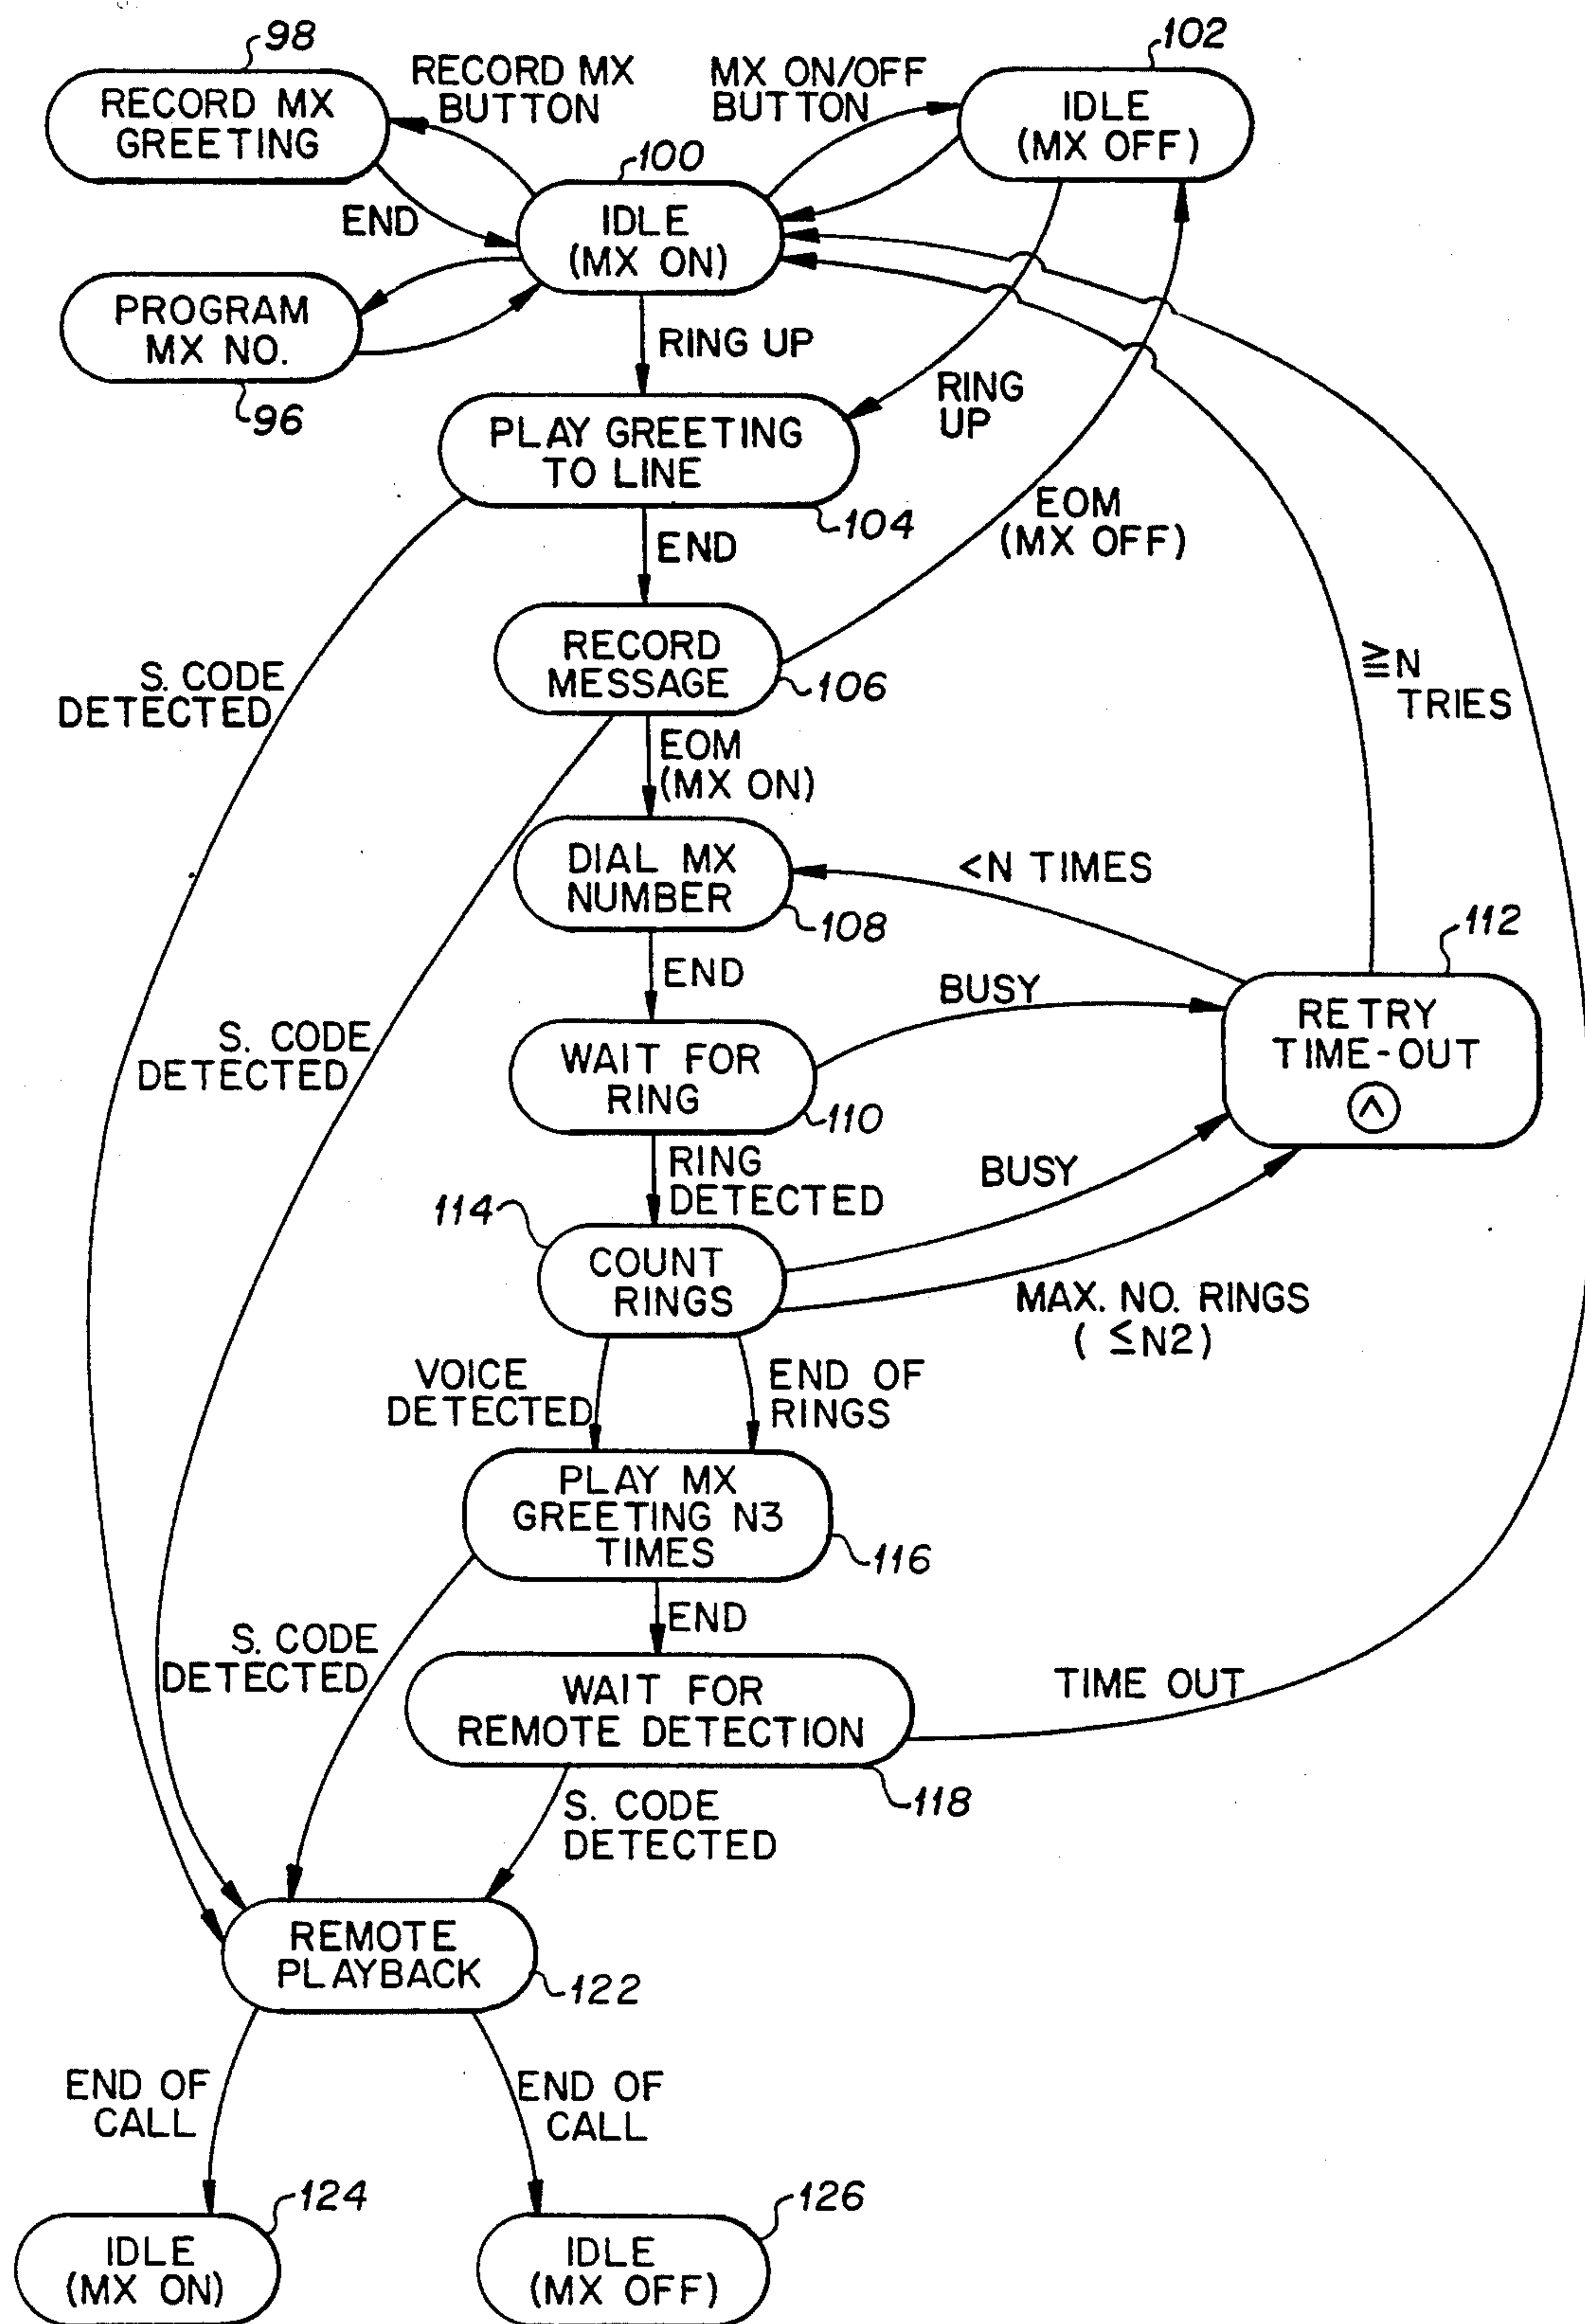 98
RECORD MX
GREETING
RECORD MX
BUTTON
MX ON/OFF
BUTTON
102
IDLE
(MX OFF)
100
IDLE
(MX ON)
END
PROGRAM
MX NO.
96
RING UP
RING
UP
PLAY GREETING
TO LINE
104
EOM
(MX OFF)
END
RECORD
MESSAGE
106
≧N
TRIES
S. CODE
DETECTED
EOM
(MX ON)
DIAL MX
NUMBER
108
<N TIMES
112
RETRY
TIME-OUT
END
BUSY
S. CODE
DETECTED
WAIT FOR
RING
110
RING
DETECTED
BUSY
114
COUNT
RINGS
MAX. NO. RINGS
( ≤N2)
VOICE
DETECTED
END OF
RINGS
PLAY MX
GREETING N3
TIMES
116
END
S. CODE
DETECTED
WAIT FOR
REMOTE DETECTION
118
TIME OUT
S. CODE
DETECTED
REMOTE
PLAYBACK
122
END OF
CALL
END OF
CALL
124
IDLE
(MX ON)
126
IDLE
(MX OFF)